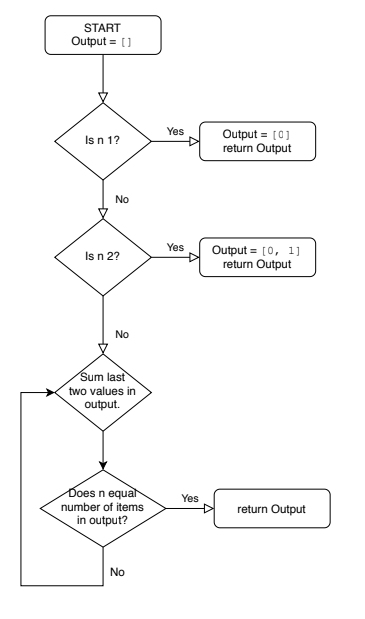 START
Output = []
Is n 1?
Yes
Output = [0]
return Output
No
Is n 2?
Yes
Output = [0, 1]
return Output
No
Sum last
two values in
output.
Does n equal
number of items
in output?
Yes
return Output
No